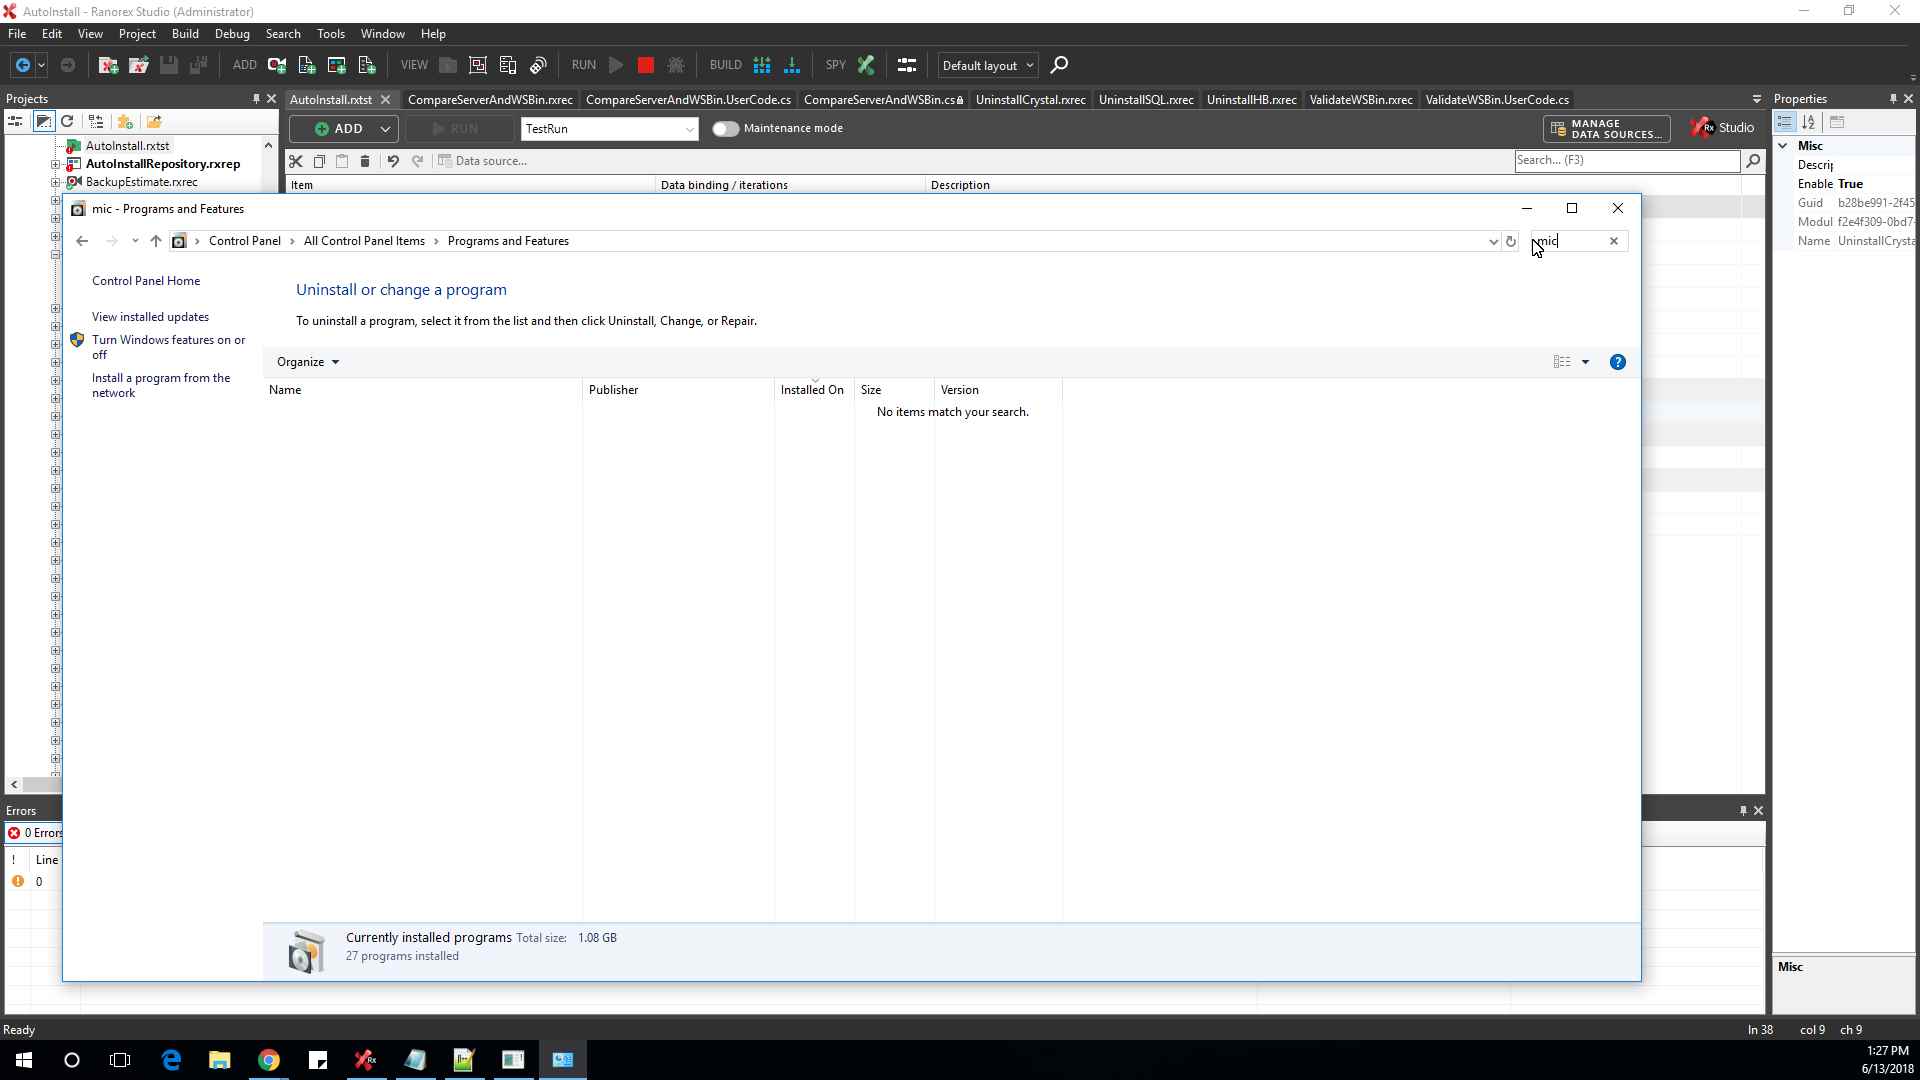 AutoInstall - Ranorex Studio (Administrator)
File Edit View Project Build Debug Search Tools Window Help
ADD VIEW RUN BUILD SPY Default layout
Projects
AutoInstall.rxtst CompareServerAndWSBin.rxrec CompareServerAndWSBin.UserCode.cs CompareServerAndWSBin.cs UninstallCrystal.rxrec UninstallSQL.rxrec UninstallHB.rxrec ValidateWSBin.rxrec ValidateWSBin.UserCode.cs
Properties
ADD RUN TestRun Maintenance mode
MANAGE
DATA SOURCES...
Rx Studio
Data source...
Search... (F3)
Item Data binding / iterations Description
AutoInstall.rxtst
AutoInstallRepository.rxrep
BackupEstimate.rxrec
Misc
Descrip
Enable True
Guid b28be991-2f45
Modul f2e4f309-0bd7-
Name UninstallCrysta
mic - Programs and Features
Control Panel All Control Panel Items Programs and Features
mic
Control Panel Home
View installed updates
Turn Windows features on or
off
Install a program from the
network
Uninstall or change a program
To uninstall a program, select it from the list and then click Uninstall, Change, or Repair.
Organize
Name Publisher Installed On Size Version
No items match your search.
Currently installed programs Total size: 1.08 GB
27 programs installed
Errors
0 Errors
! Line
0
Misc
Ready
ln 38 col 9 ch 9
1:27 PM
6/13/2018